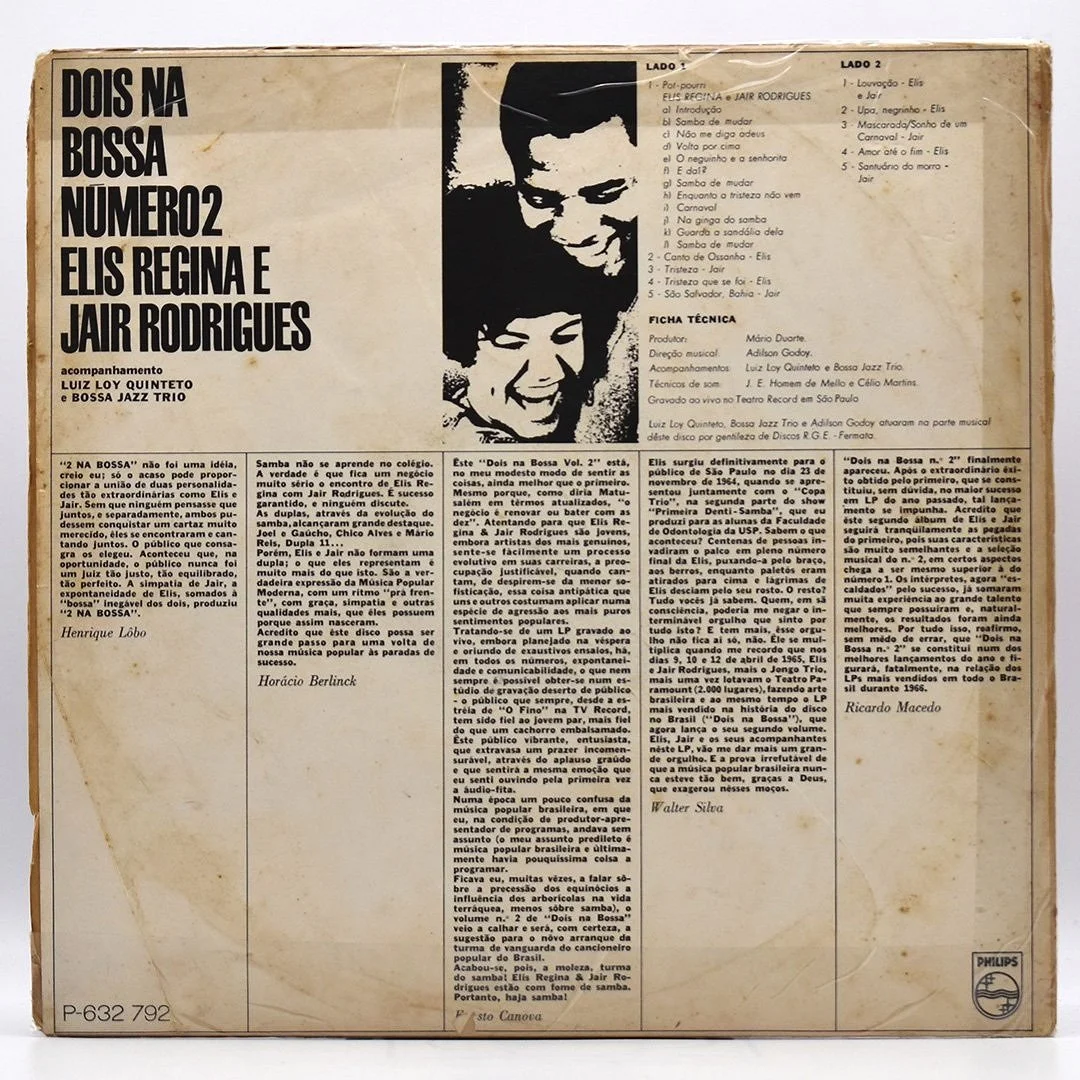 DOIS NA
BOSSA
NÚMERO2
ELIS REGINA E
JAIR RODRIGUES
acompanhamento
LUIZ LOY QUINTETO
e BOSSA JAZZ TRIO
LADO 1
1 - Pot-pourri
ELIS REGINA e JAIR RODRIGUES
a) Introdução
b) Samba de mudar
c) Não me diga adeus
d) Volta por cima
e) O neguinho e a senhorita
f) E daí?
g) Samba de mudar
h) Enquanto a tristeza não vem
i) Carnaval
j) Na ginga do samba
k) Guarda a sandália dela
l) Samba de mudar
2 - Canto de Ossanha - Elis
3 - Tristeza - Jair
4 - Tristeza que se foi - Elis
5 - São Salvador, Bahia - Jair
LADO 2
1 - Louvação - Elis
e Jair
2 - Upa, negrinho - Elis
3 - Mascarada/Sonho de um
Carnaval - Jair
4 - Amor até o fim - Elis
5 - Santuário do morro -
Jair
FICHA TÉCNICA
Produtor: Mário Duarte.
Direção musical: Adilson Godoy.
Acompanhamentos: Luiz Loy Quinteto e Bossa Jazz Trio.
Técnicos de som: J. E. Homem de Mello e Célio Martins.
Gravado ao vivo no Teatro Record em São Paulo
Luiz Loy Quinteto, Bossa Jazz Trio e Adilson Godoy atuaram na parte musical
dêste disco por gentileza de Discos R.G.E. - Fermata.
"2 NA BOSSA" não foi uma idéia,
creio eu; só o acaso pode propor-
cionar a união de duas personalida-
des tão extraordinárias como Elis e
Jair. Sem que ninguém pensasse que
juntos, e separadamente, ambos pu-
dessem conquistar um cartaz muito
merecido, éles se encontraram e can-
tando juntos. O público que consa-
gra os elegeu. Aconteceu que, na
oportunidade, o público nunca foi
um juiz tão justo, tão equilibrado,
tão perfeito. A simpatia de Jair, a
expontaneidade de Elis, somados à
"bossa" inegável dos dois, produziu
"2 NA BOSSA".
Henrique Lôbo
Samba não se aprende no colégio.
A verdade é que fica um negócio
muito sério o encontro de Elis Re-
gina com Jair Rodrigues. É sucesso
garantido, e ninguém discute.
As duplas, através da evolução do
samba, alcançaram grande destaque.
Joel e Gaúcho, Chico Alves e Mário
Reis, Dupla 11...
Porém, Elis e Jair não formam uma
dupla; o que eles representam é
muito mais do que isto. São a ver-
dadeira expressão da Música Popular
Moderna, com um ritmo "prá fren-
te", com graça, simpatia e outras
qualidades mais, que êles possuem
porque assim nasceram.
Acredito que êste disco possa ser
grande passo para uma volta de
nossa música popular às paradas de
sucesso.
Horácio Berlinck
Êste "Dois na Bossa Vol. 2" está,
no meu modesto modo de sentir as
coisas, ainda melhor que o primeiro.
Mesmo porque, como diria Matu-
salém em têrmos atualizados, "o
negócio é renovar ou bater com as
dez". Atentando para que Elis Re-
gina & Jair Rodrigues são jovens,
embora artistas dos mais genuinos,
sente-se fàcilmente um processo
evolutivo em suas carreiras, a preo-
cupação justificável, quando can-
tam, de despirem-se da menor so-
fisticação, essa coisa antipática que
uns e outros costumam aplicar numa
espécie de agressão aos mais puros
sentimentos populares.
Tratando-se de um LP gravado ao
vivo, embora planejado na véspera
e oriundo de exaustivos ensaios, há,
em todos os números, expontanei-
dade e comunicabilidade, o que nem
sempre é possível obter-se num es-
túdio de gravação deserto de público
- o público que sempre, desde a es-
tréia de "O Fino" na TV Record,
tem sido fiel ao jovem par, mais fiel
do que um cachorro embalsamado.
Êste público vibrante, entusiasta,
que extravasa um prazer incomen-
surável, através do aplauso graúdo
e que sentirá a mesma emoção que
eu senti ouvindo pela primeira vez
a áudio-fita.
Numa época um pouco confusa da
música popular brasileira, em que
eu, na condição de produtor-apre-
sentador de programas, andava sem
assunto (o meu assunto predileto é
música popular brasileira e ùltima-
mente havia pouquíssima coisa a
programar.
Ficava eu, muitas vêzes, a falar sô-
bre a precessão dos equinócios a
influência dos arborícolas na vida
terráquea, menos sôbre samba), o
volume n.º 2 de "Dois na Bossa"
veio a calhar e será, com certeza, a
sugestão para o nôvo arranque da
turma de vanguarda do cancioneiro
popular do Brasil.
Acabou-se, pois, a moleza, turma
do samba! Elis Regina & Jair Ro-
drigues estão com fome de samba.
Portanto, haja samba!
Canova
Elis surgiu definitivamente para o
público de São Paulo no dia 23 de
novembro de 1964, quando se apre-
sentou juntamente com o "Copa
Trio", na segunda parte do show
"Primeira Denti-Samba", que eu
produzi para as alunas da Faculdade
de Odontologia da USP. Sabem o que
aconteceu? Centenas de pessoas in-
vadiram o palco em pleno número
final da Elis, puxando-a pelo braço,
aos berros, enquanto paletós eram
atirados para cima e lágrimas de
Elis desciam pelo seu rosto. O resto?
Tudo vocês já sabem. Quem, em sã
consciência, poderia me negar o in-
terminável orgulho que sinto por
tudo isto? E tem mais, êsse orgu-
lho não fica aí só, não. Êle se mul-
tiplica quando me recordo que nos
dias 9, 10 e 12 de abril de 1965, Elis
e Jair Rodrigues, mais o Jongo Trio,
mais uma vez lotavam o Teatro Pa-
ramount (2.000 lugares), fazendo arte
brasileira e ao mesmo tempo o LP
mais vendido na história do disco
no Brasil ("Dois na Bossa"), que
agora lança o seu segundo volume.
Elis, Jair e os seus acompanhantes
nêste LP, vão me dar mais um gran-
de orgulho. E a prova irrefutável de
que a música popular brasileira nun-
ca esteve tão bem, graças a Deus,
que exagerou nêsses moços.
Walter Silva
"Dois na Bossa n.º 2" finalmente
apareceu. Após o extraordinário êxi-
to obtido pelo primeiro, que se cons-
tituiu, sem dúvida, no maior sucesso
em LP do ano passado, tal lança-
mento se impunha. Acredito que
êste segundo álbum de Elis e Jair
seguirá tranqüilamente as pegadas
do primeiro, pois suas características
são muito semelhantes e a seleção
musical do n.º 2, em certos aspectos
chega a ser mesmo superior à do
número 1. Os intérpretes, agora "es-
caldados" pelo sucesso, já somaram
muita experiência ao grande talento
que sempre possuiram e, natural-
mente, os resultados foram ainda
melhores. Por tudo isso, reafirmo,
sem médo de errar, que "Dois na
Bossa n.º 2" se constitui num dos
melhores lançamentos do ano e fi-
gurará, fatalmente, na relação dos
LPs mais vendidos em todo o Bra-
sil durante 1966.
Ricardo Macedo
P-632 792
PHILIPS